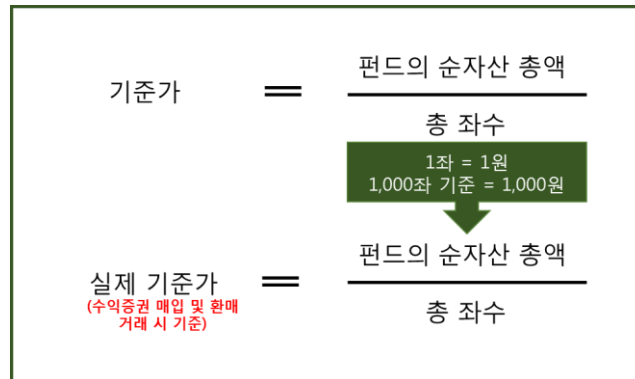 펀드의 순자산 총액
기준가 =
총 좌수
1좌 = 1원
1,000좌 기준 = 1,000원
펀드의 순자산 총액
실제 기준가 =
(수익증권 매입 및 환매
거래 시 기준)
총 좌수